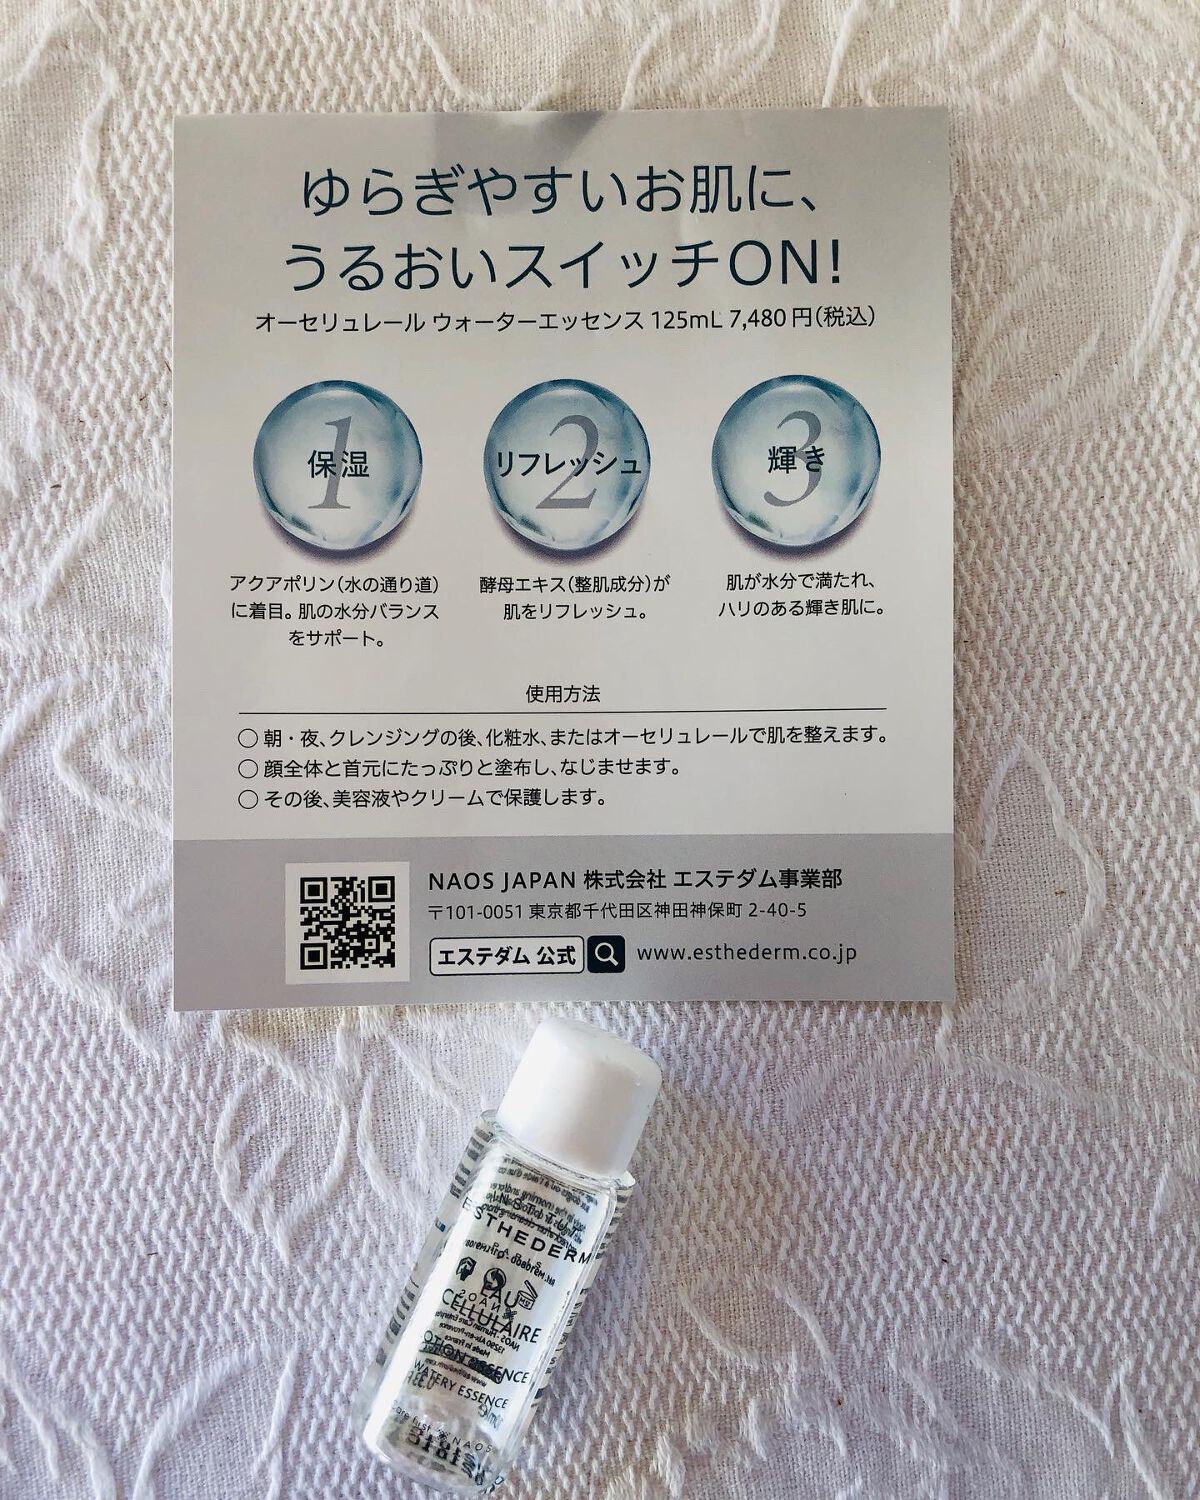 ゆらぎやすいお肌に、
うるおいスイッチON!
オーセリュレール ウォーターエッセンス 125mL 7,480 円(税込)
1
保湿
2
リフレッシュ
3
輝き
アクアポリン(水の通り道)
に着目。肌の水分バランス
をサポート。
酵母エキス(整肌成分)が
肌をリフレッシュ。
肌が水分で満たれ、
ハリのある輝き肌に。
使用方法
○ 朝・夜、クレンジングの後、化粧水、またはオーセリュレールで肌を整えます。
○ 顔全体と首元にたっぷりと塗布し、なじませます。
○ その後、美容液やクリームで保護します。
NAOS JAPAN 株式会社 エステダム事業部
〒101-0051 東京都千代田区神田神保町 2-40-5
エステダム 公式
www.esthederm.co.jp
INSTITUT
ESTHEDERM
PARIS
EAU
CELLULAIRE
LOTION ESSENCE
WATERY ESSENCE
care first by NAOS